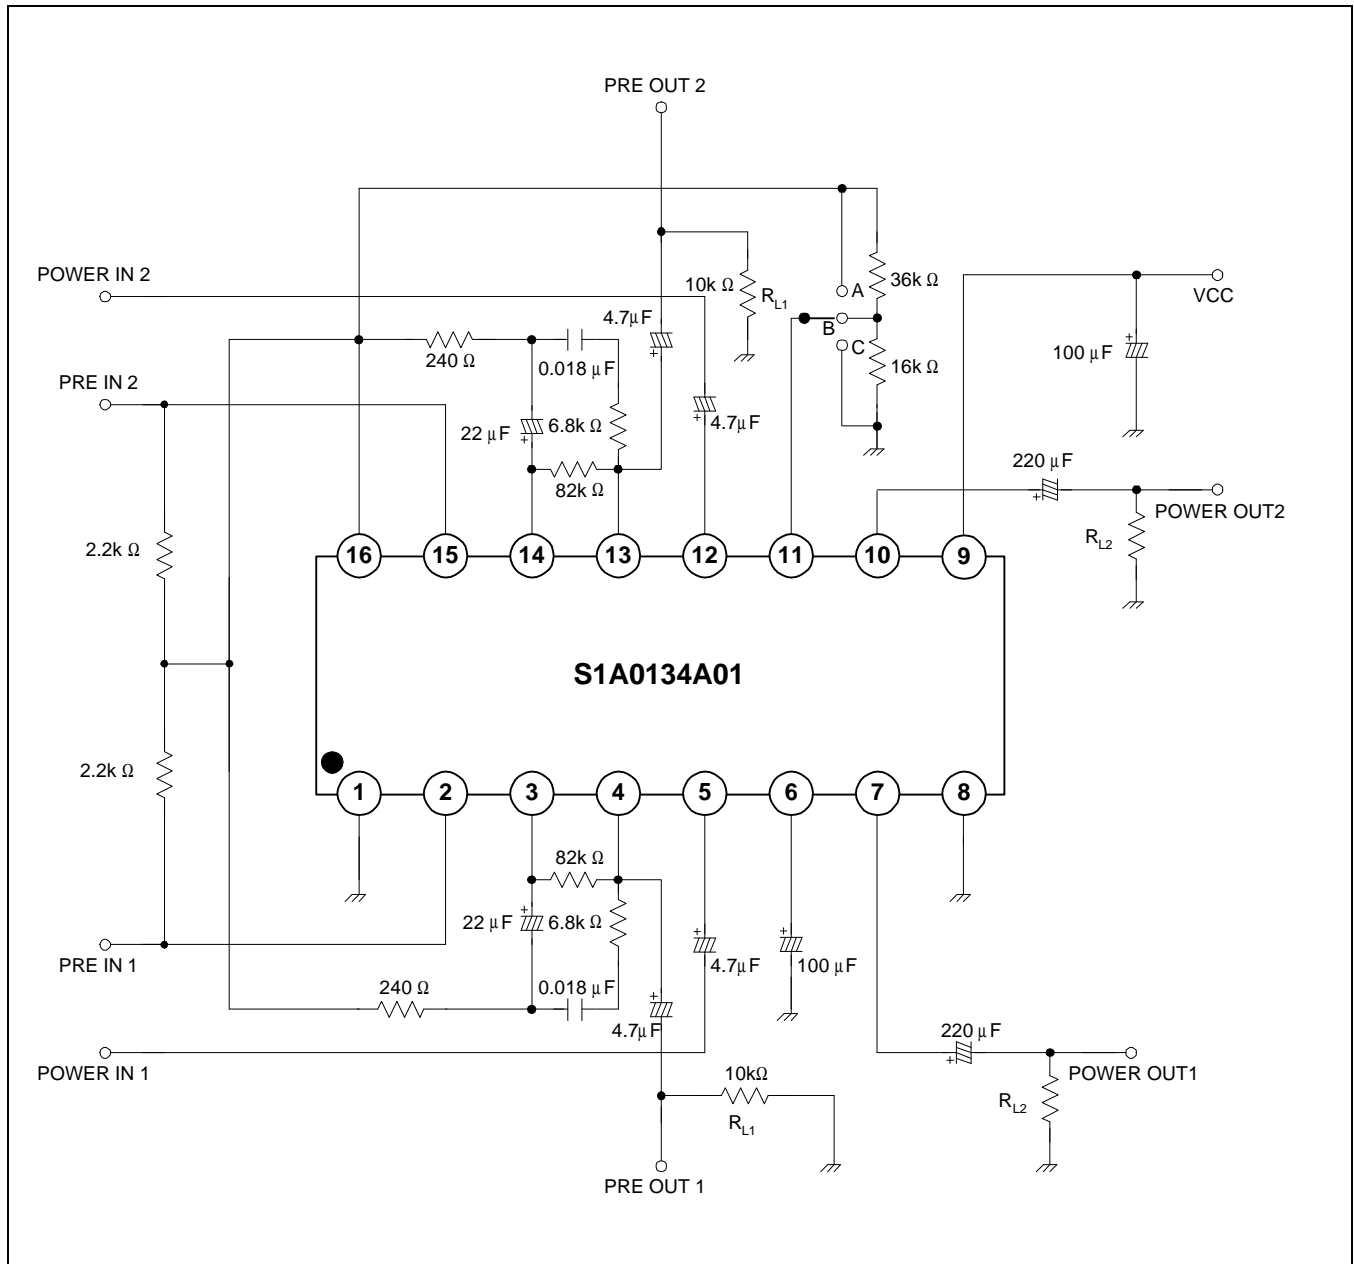 PRE OUT 2
POWER IN 2
10k Ω
R_L1
A
36k Ω
VCC
4.7μF
B
240 Ω
0.018 μF
C
100 μF
16k Ω
PRE IN 2
22 μF
6.8k Ω
4.7μF
82k Ω
220 μF
POWER OUT2
R_L2
2.2k Ω
16
15
14
13
12
11
10
9
S1A0134A01
2.2k Ω
1
2
3
4
5
6
7
8
82k Ω
22 μF
6.8k Ω
PRE IN 1
4.7μF
100 μF
240 Ω
0.018 μF
4.7μF
220 μF
POWER IN 1
10kΩ
POWER OUT1
R_L1
R_L2
PRE OUT 1